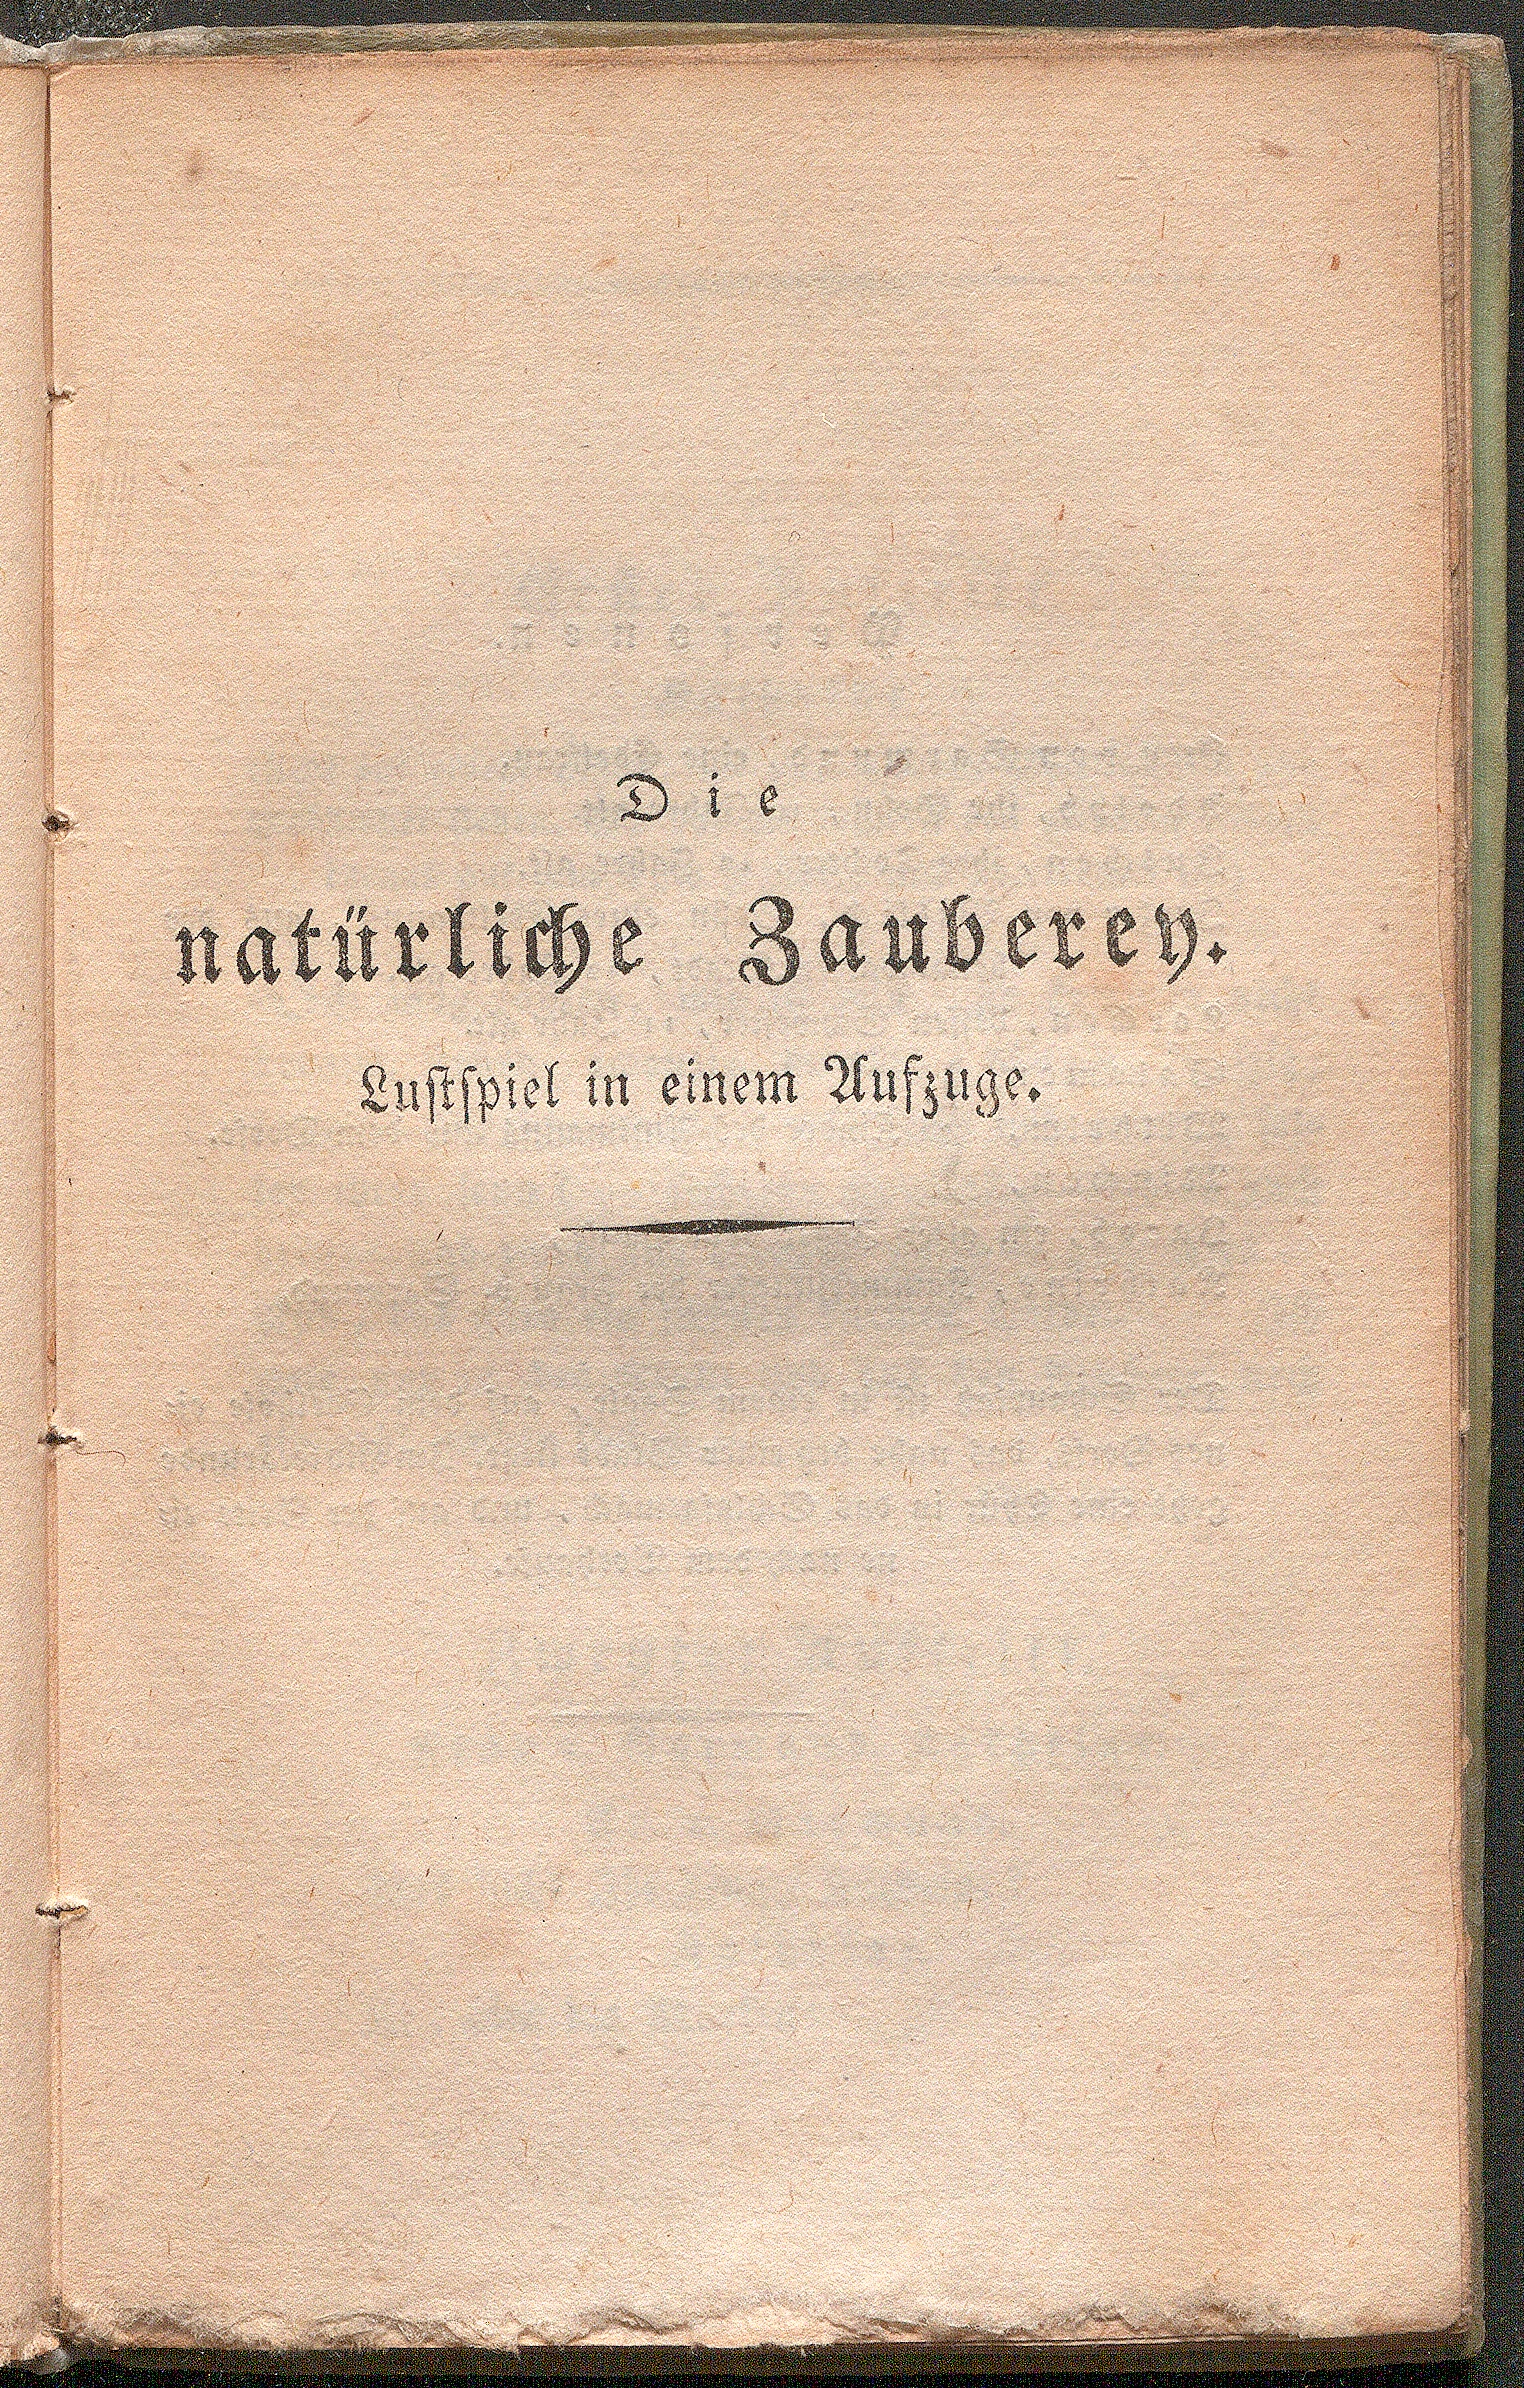 Die
natürliche Zauberey.
Lustspiel in einem Aufzuge.